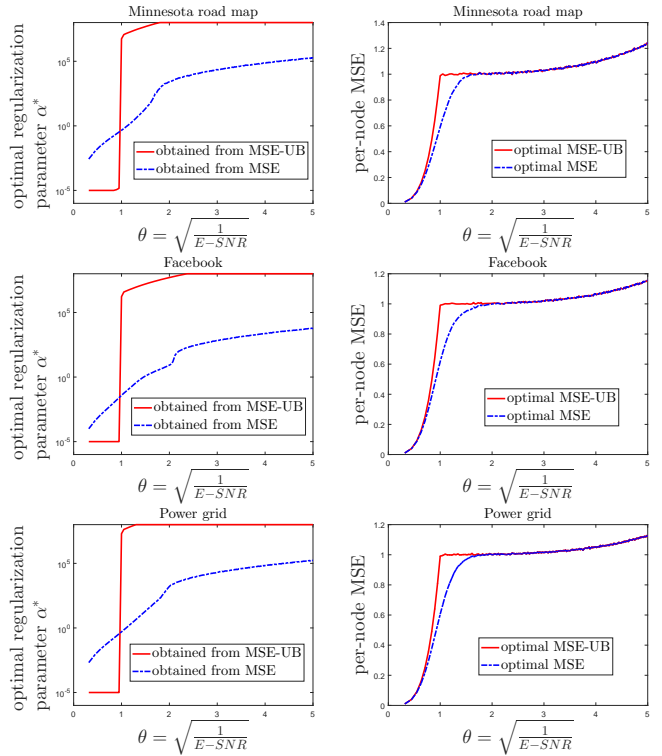 Minnesota road map
optimal regularization
parameter α*
10^5
10^0
10^-5
obtained from MSE-UB
obtained from MSE
0 1 2 3 4 5
θ = √(1/(E−SNR))
Minnesota road map
per-node MSE
1.4
1.2
1
0.8
0.6
0.4
0.2
0
optimal MSE-UB
optimal MSE
0 1 2 3 4 5
θ = √(1/(E−SNR))
Facebook
optimal regularization
parameter α*
10^5
10^0
10^-5
obtained from MSE-UB
obtained from MSE
0 1 2 3 4 5
θ = √(1/(E−SNR))
Facebook
per-node MSE
1.2
1
0.8
0.6
0.4
0.2
0
optimal MSE-UB
optimal MSE
0 1 2 3 4 5
θ = √(1/(E−SNR))
Power grid
optimal regularization
parameter α*
10^5
10^0
10^-5
obtained from MSE-UB
obtained from MSE
0 1 2 3 4 5
θ = √(1/(E−SNR))
Power grid
per-node MSE
1.2
1
0.8
0.6
0.4
0.2
0
optimal MSE-UB
optimal MSE
0 1 2 3 4 5
θ = √(1/(E−SNR))